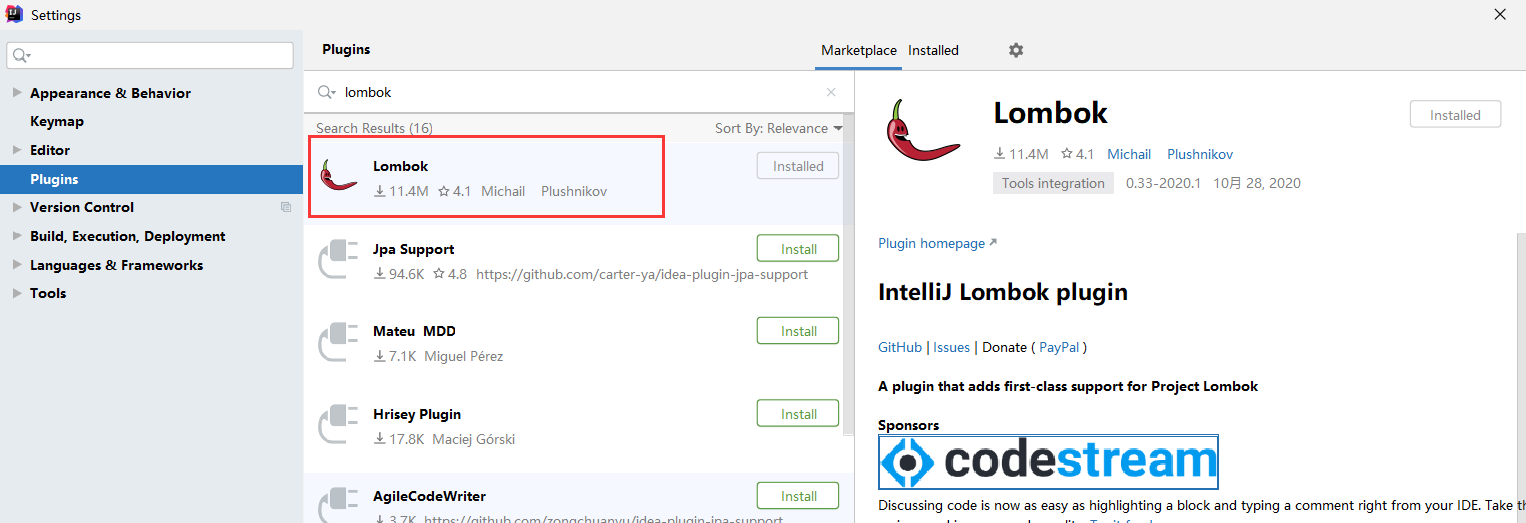 Settings
Plugins
Marketplace Installed
Appearance & Behavior
Keymap
Editor
Plugins
Version Control
Build, Execution, Deployment
Languages & Frameworks
Tools
lombok
Search Results (16) Sort By: Relevance
Lombok Installed
11.4M 4.1 Michail Plushnikov
Jpa Support Install
94.6K 4.8 https://github.com/carter-ya/idea-plugin-jpa-support
Mateu MDD Install
7.1K Miguel Pérez
Hrisey Plugin Install
17.8K Maciej Górski
AgileCodeWriter Install
3.7K https://github.com/zongchuanyu/idea-plugin-jpa-support
Lombok Installed
11.4M 4.1 Michail Plushnikov
Tools integration 0.33-2020.1 10月 28, 2020
Plugin homepage
IntelliJ Lombok plugin
GitHub | Issues | Donate ( PayPal )
A plugin that adds first-class support for Project Lombok
Sponsors
codestream
Discussing code is now as easy as highlighting a block and typing a comment right from your IDE. Take th